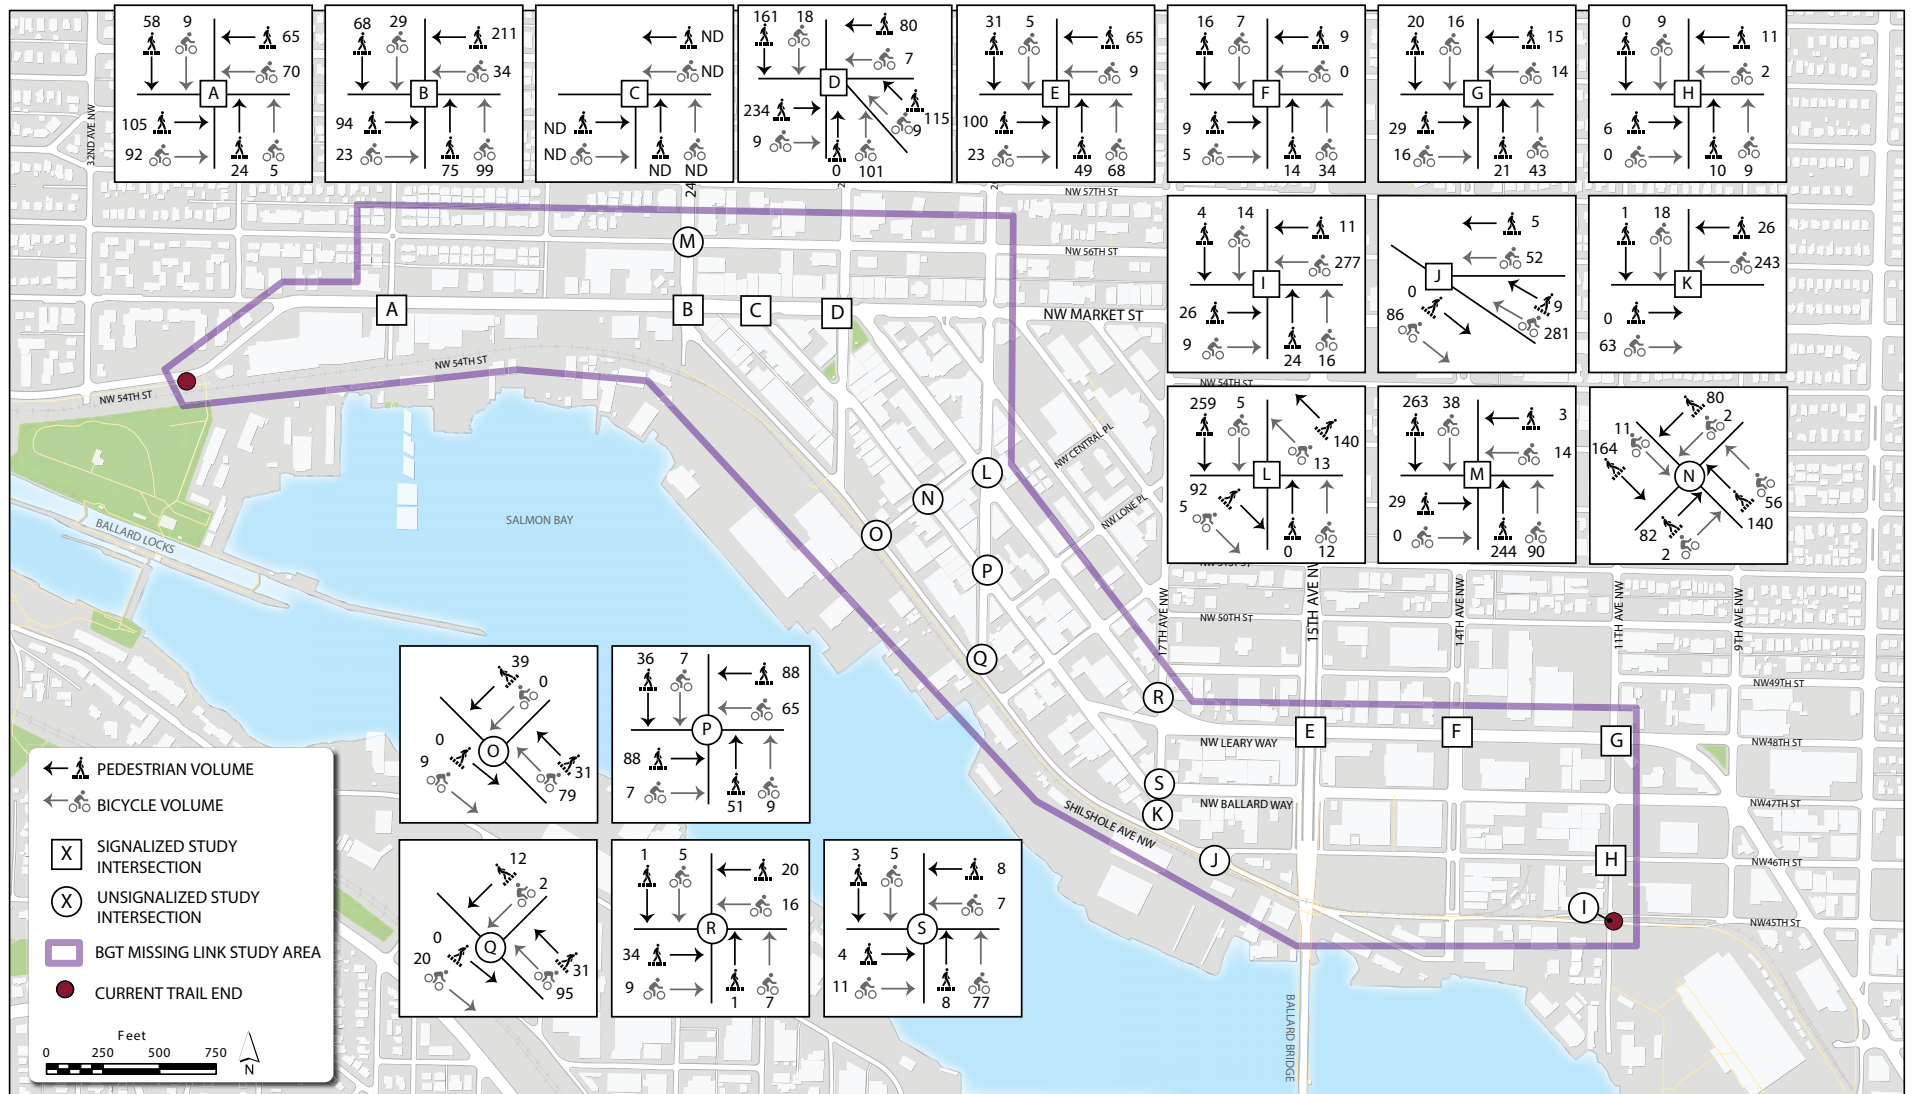 58 9 65 70 A 105 92 24 5
68 29 211 34 B 94 23 75 99
ND ND C ND ND ND ND
161 18 80 7 D 234 9 115 9 0 101
31 5 65 9 E 100 23 49 68
16 7 9 0 F 9 5 14 34
20 16 15 14 G 29 16 21 43
0 9 11 2 H 6 0 10 9
4 14 11 277 I 26 9 24 16
5 52 J 0 86 9 281
1 18 26 243 K 0 63
259 5 140 13 L 92 5 0 12
263 38 3 14 M 29 0 244 90
80 2 11 164 N 56 140 82 2
39 0 O 0 9 31 79
36 7 88 65 P 88 7 51 9
12 2 Q 0 20 31 95
1 5 20 16 R 34 9 1 7
3 5 8 7 S 4 11 8 77
32ND AVE NW
24
NW 57TH ST
NW 56TH ST
M
A
B
C
D
NW MARKET ST
NW 54TH ST
NW 54TH ST
NW 54TH ST
NW CENTRAL PL
NW LONE PL
L
N
O
P
Q
SALMON BAY
BALLARD LOCKS
17TH AVE NW
15TH AVE NW
14TH AVE NW
11TH AVE NW
9TH AVE NW
NW 50TH ST
NW49TH ST
R
E
F
G
NW LEARY WAY
NW48TH ST
S
K
NW BALLARD WAY
NW47TH ST
SHILSHOLE AVE NW
J
H
NW46TH ST
I
NW45TH ST
BALLARD BRIDGE
PEDESTRIAN VOLUME
BICYCLE VOLUME
X SIGNALIZED STUDY
INTERSECTION
X UNSIGNALIZED STUDY
INTERSECTION
BGT MISSING LINK STUDY AREA
CURRENT TRAIL END
Feet
0 250 500 750
N